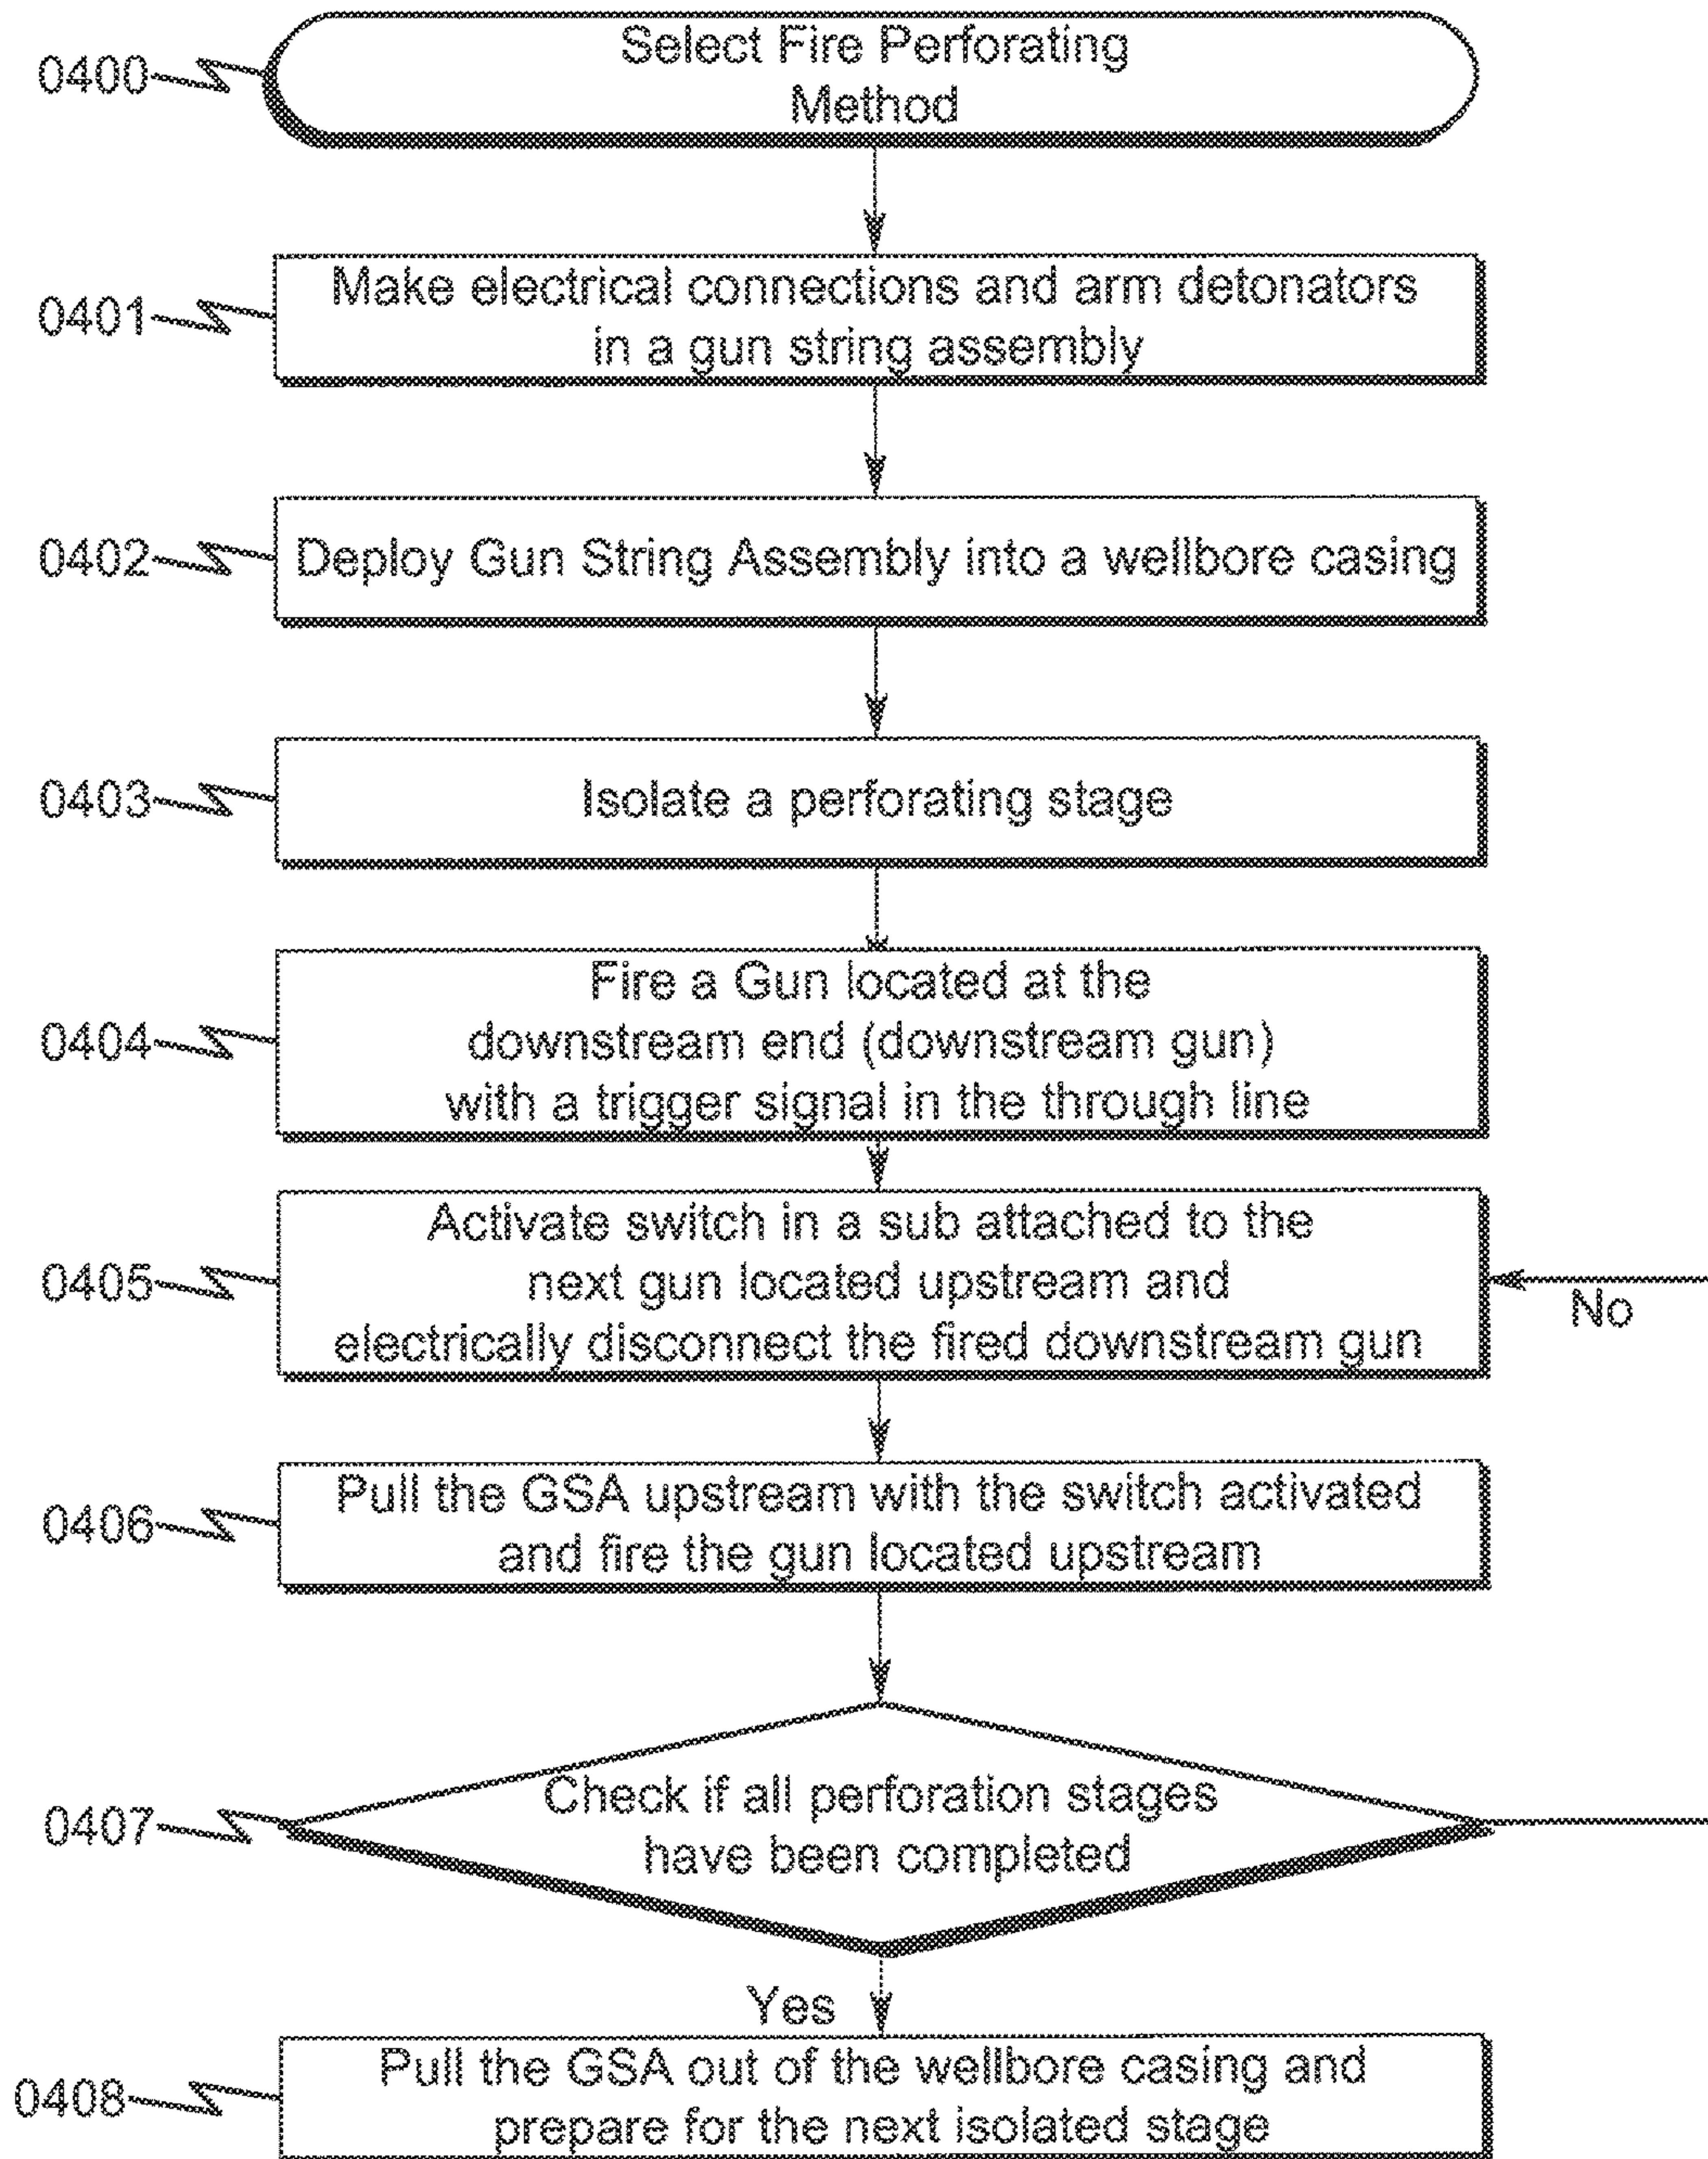 0400
Select Fire Perforating
Method
0401
Make electrical connections and arm detonators
in a gun string assembly
0402
Deploy Gun String Assembly into a wellbore casing
0403
Isolate a perforating stage
0404
Fire a Gun located at the
downstream end (downstream gun)
with a trigger signal in the through line
0405
Activate switch in a sub attached to the
next gun located upstream and
electrically disconnect the fired downstream gun
No
0406
Pull the GSA upstream with the switch activated
and fire the gun located upstream
0407
Check if all perforation stages
have been completed
Yes
0408
Pull the GSA out of the wellbore casing and
prepare for the next isolated stage